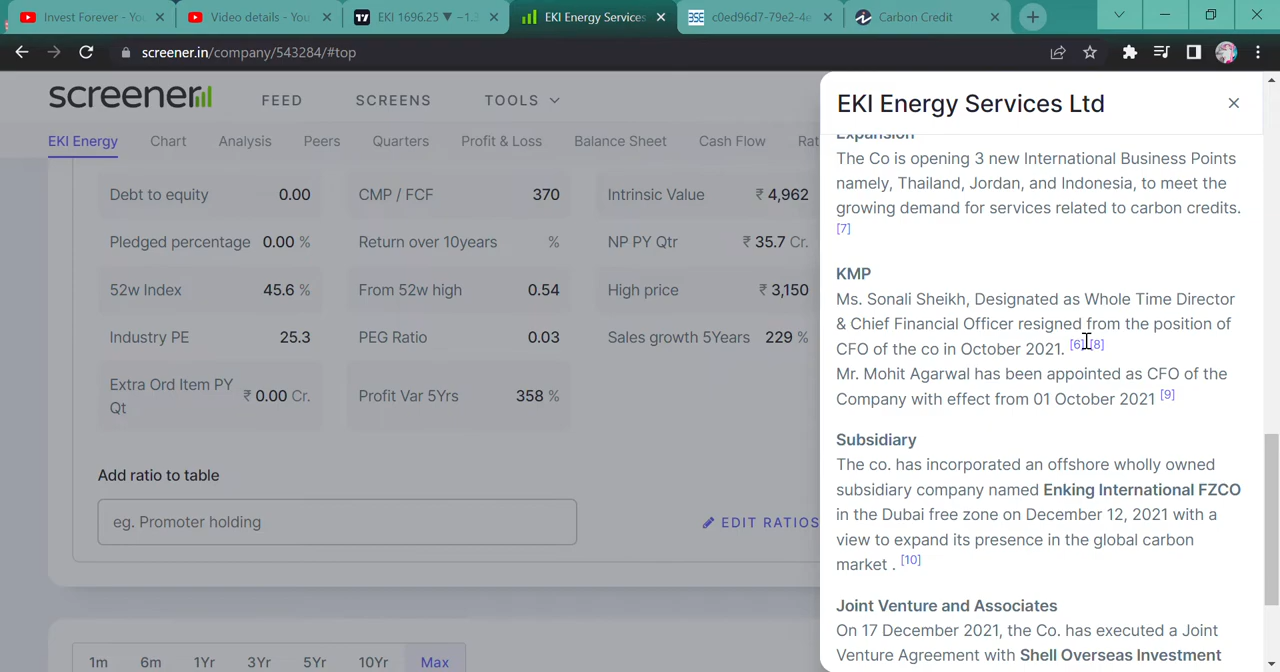 Invest Forever - You
Video details - You
EKI 1696.25 ▼ −1.3
EKI Energy Services
c0ed96d7-79e2-4e
Carbon Credit
screener.in/company/543284/#top
screener
FEED
SCREENS
TOOLS
EKI Energy
Chart
Analysis
Peers
Quarters
Profit & Loss
Balance Sheet
Cash Flow
Rat
Debt to equity 0.00
CMP / FCF 370
Intrinsic Value ₹ 4,962
Pledged percentage 0.00 %
Return over 10years %
NP PY Qtr ₹ 35.7 Cr.
52w Index 45.6 %
From 52w high 0.54
High price ₹ 3,150
Industry PE 25.3
PEG Ratio 0.03
Sales growth 5Years 229 %
Extra Ord Item PY
Qt ₹ 0.00 Cr.
Profit Var 5Yrs 358 %
Add ratio to table
eg. Promoter holding
EDIT RATIOS
1m 6m 1Yr 3Yr 5Yr 10Yr Max
EKI Energy Services Ltd
Expansion
The Co is opening 3 new International Business Points
namely, Thailand, Jordan, and Indonesia, to meet the
growing demand for services related to carbon credits.
[7]
KMP
Ms. Sonali Sheikh, Designated as Whole Time Director
& Chief Financial Officer resigned from the position of
CFO of the co in October 2021. [6] [8]
Mr. Mohit Agarwal has been appointed as CFO of the
Company with effect from 01 October 2021 [9]
Subsidiary
The co. has incorporated an offshore wholly owned
subsidiary company named Enking International FZCO
in the Dubai free zone on December 12, 2021 with a
view to expand its presence in the global carbon
market . [10]
Joint Venture and Associates
On 17 December 2021, the Co. has executed a Joint
Venture Agreement with Shell Overseas Investment